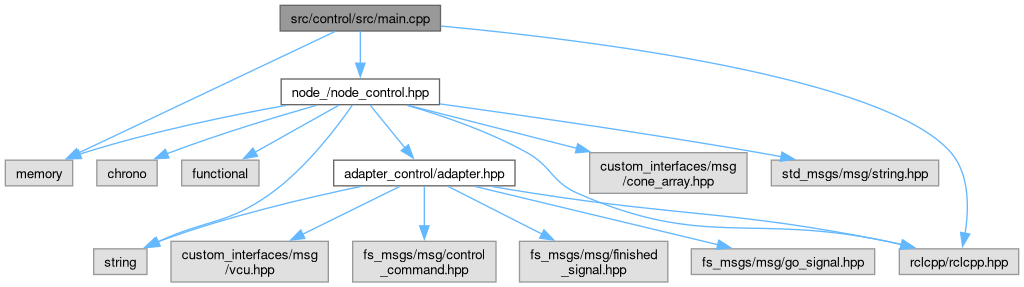 src/control/src/main.cpp
node_/node_control.hpp
memory
chrono
functional
adapter_control/adapter.hpp
custom_interfaces/msg
/cone_array.hpp
std_msgs/msg/string.hpp
string
custom_interfaces/msg
/vcu.hpp
fs_msgs/msg/control
_command.hpp
fs_msgs/msg/finished
_signal.hpp
fs_msgs/msg/go_signal.hpp
rclcpp/rclcpp.hpp